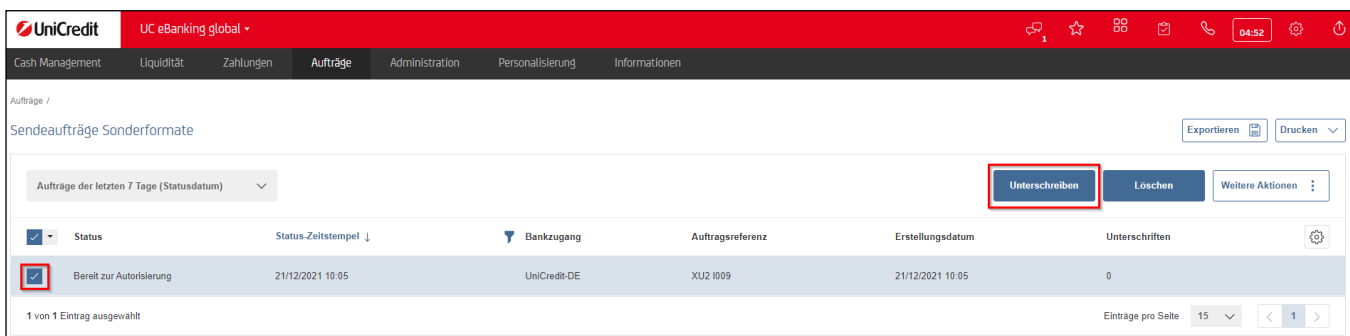 UniCredit UC eBanking global 1 04:52
Cash Management Liquidität Zahlungen Aufträge Administration Personalisierung Informationen
Aufträge /
Sendeaufträge Sonderformate Exportieren Drucken
Aufträge der letzten 7 Tage (Statusdatum) Unterschreiben Löschen Weitere Aktionen
Status Status-Zeitstempel ↓ Bankzugang Auftragsreferenz Erstellungsdatum Unterschriften
Bereit zur Autorisierung 21/12/2021 10:05 UniCredit-DE XU2 I009 21/12/2021 10:05 0
1 von 1 Eintrag ausgewählt Einträge pro Seite 15 < 1 >